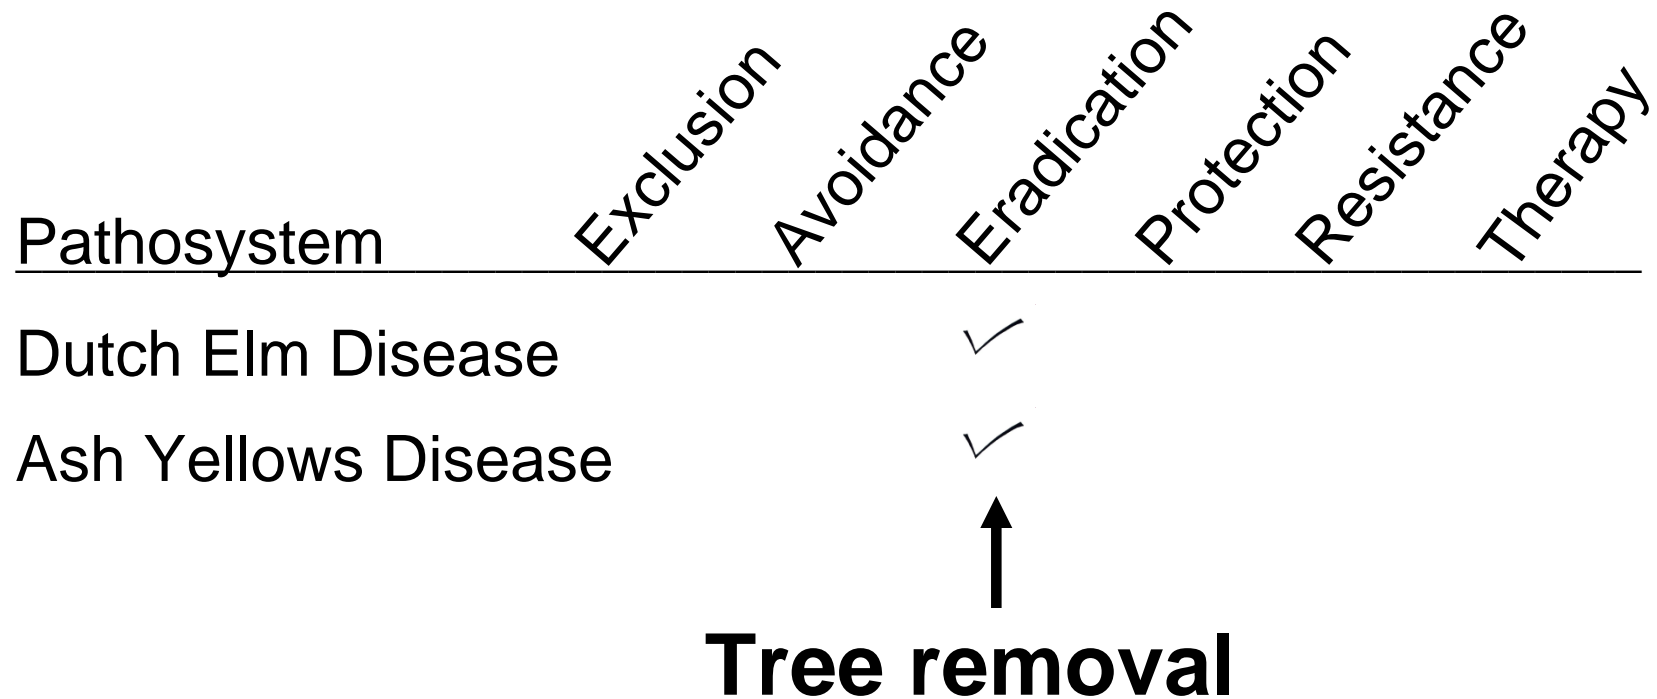 Pathosystem Exclusion Avoidance Eradication Protection Resistance Therapy
Dutch Elm Disease ✓
Ash Yellows Disease ✓
Tree removal